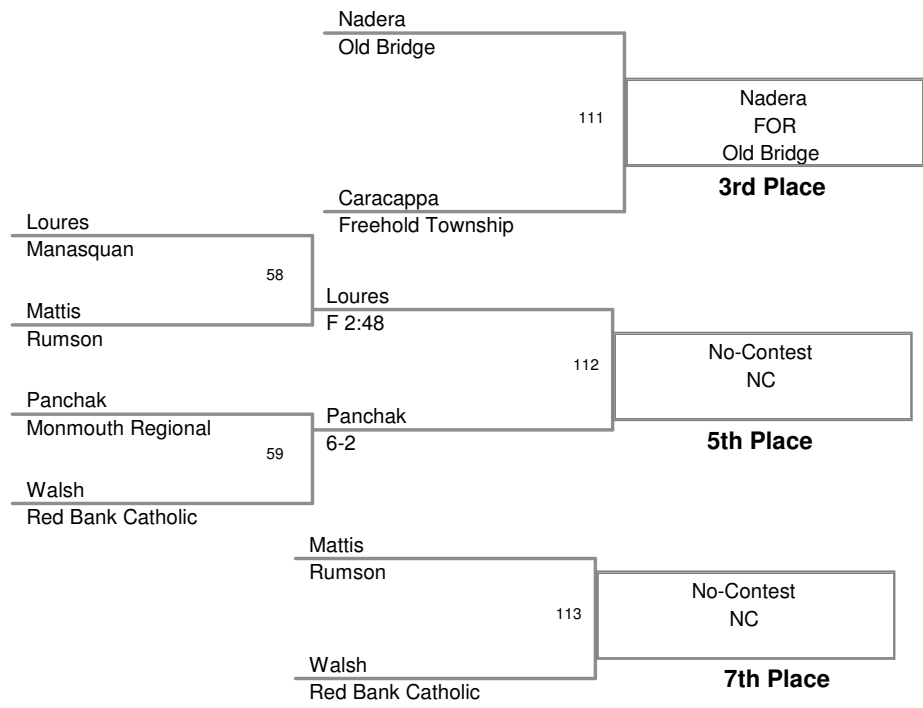 Nadera
Old Bridge
111
Nadera
FOR
Old Bridge
3rd Place
Caracappa
Freehold Township
Loures
Manasquan
58
Mattis
Rumson
Loures
F 2:48
112
No-Contest
NC
5th Place
Panchak
Monmouth Regional
59
Panchak
6-2
Walsh
Red Bank Catholic
Mattis
Rumson
113
No-Contest
NC
7th Place
Walsh
Red Bank Catholic